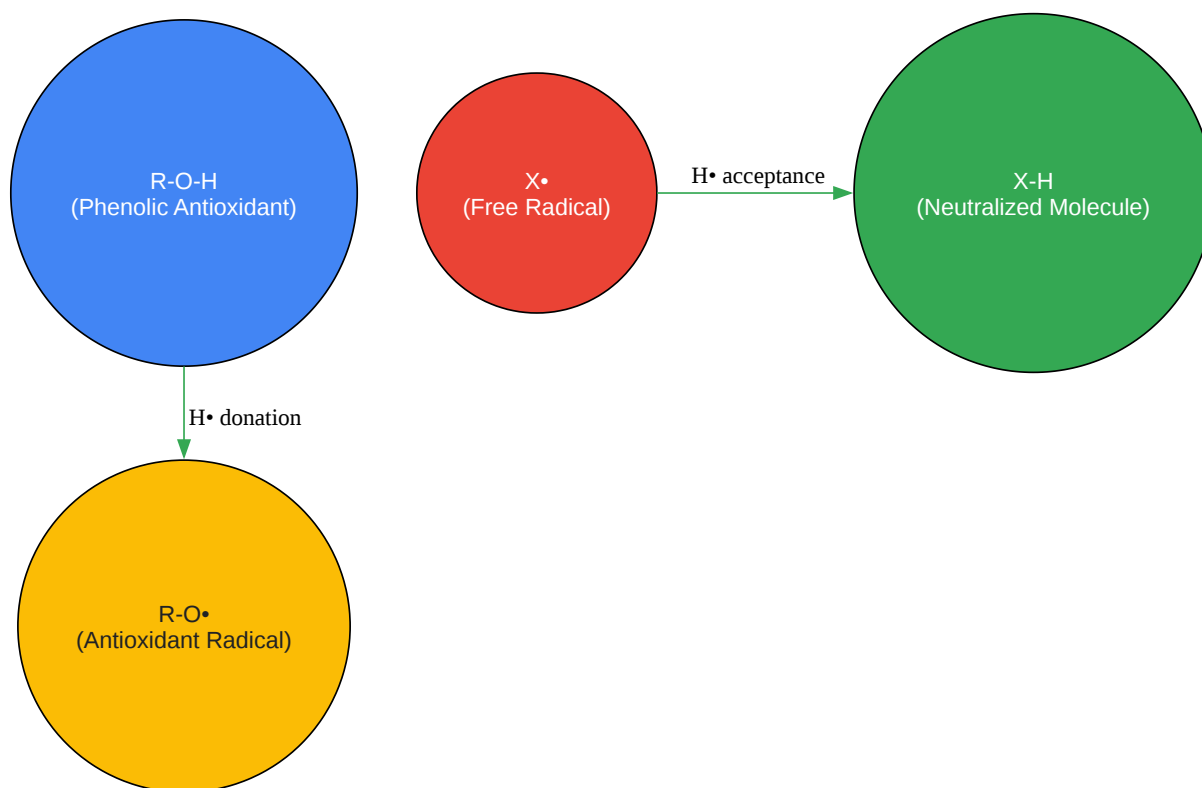 R-O-H
(Phenolic Antioxidant)
X•
(Free Radical)
H• acceptance
X-H
(Neutralized Molecule)
H• donation
R-O•
(Antioxidant Radical)